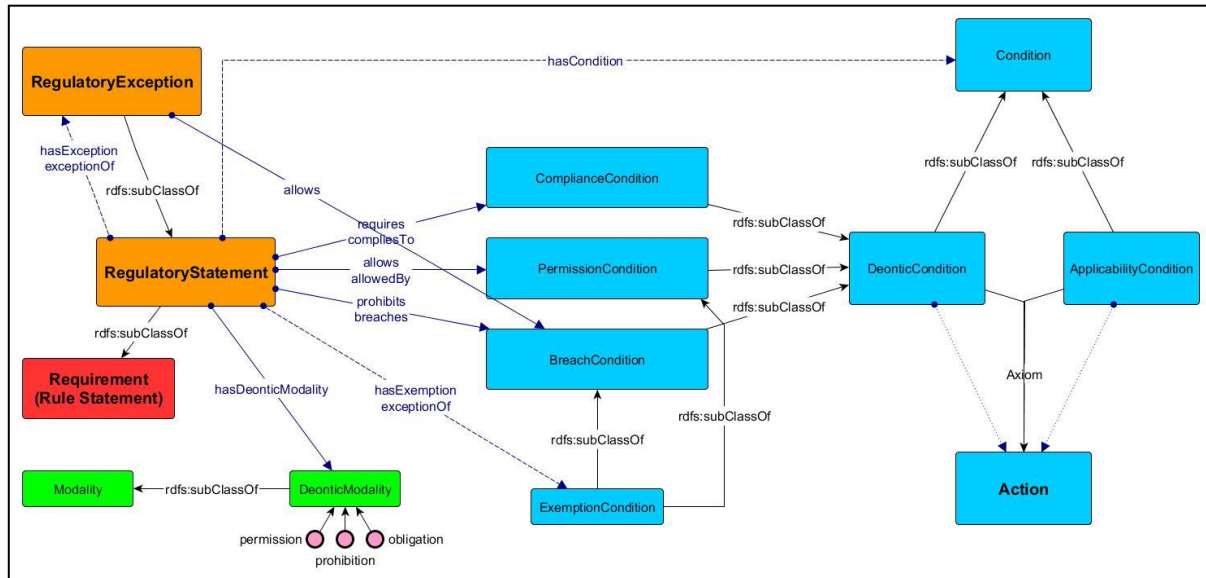 RegulatoryException
hasCondition
Condition
hasException
exceptionOf
rdfs:subClassOf
allows
ComplianceCondition
rdfs:subClassOf
rdfs:subClassOf
rdfs:subClassOf
requires
compliesTo
RegulatoryStatement
allows
allowedBy
PermissionCondition
rdfs:subClassOf
DeonticCondition
ApplicabilityCondition
prohibits
breaches
rdfs:subClassOf
rdfs:subClassOf
BreachCondition
Requirement
(Rule Statement)
hasDeonticModality
hasExemption
exceptionOf
Axiom
rdfs:subClassOf
rdfs:subClassOf
Modality
rdfs:subClassOf
DeonticModality
ExemptionCondition
Action
permission
obligation
prohibition